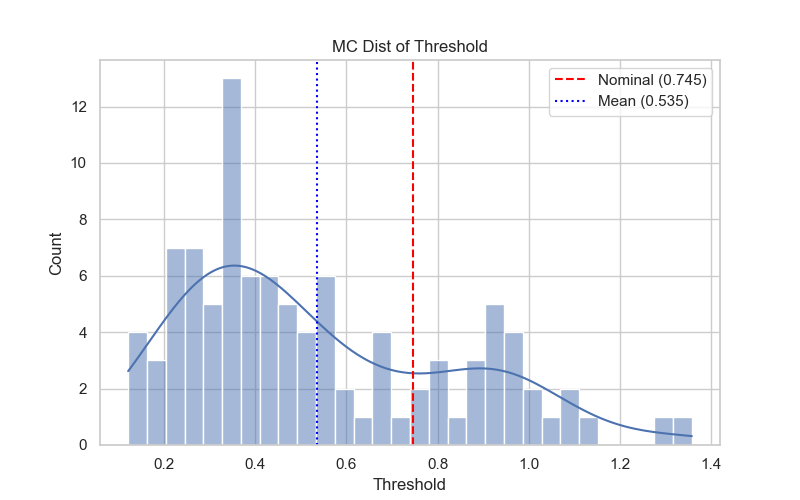 MC Dist of Threshold
Nominal (0.745)
Mean (0.535)
Count
12
10
8
6
4
2
0
0.2 0.4 0.6 0.8 1.0 1.2 1.4
Threshold